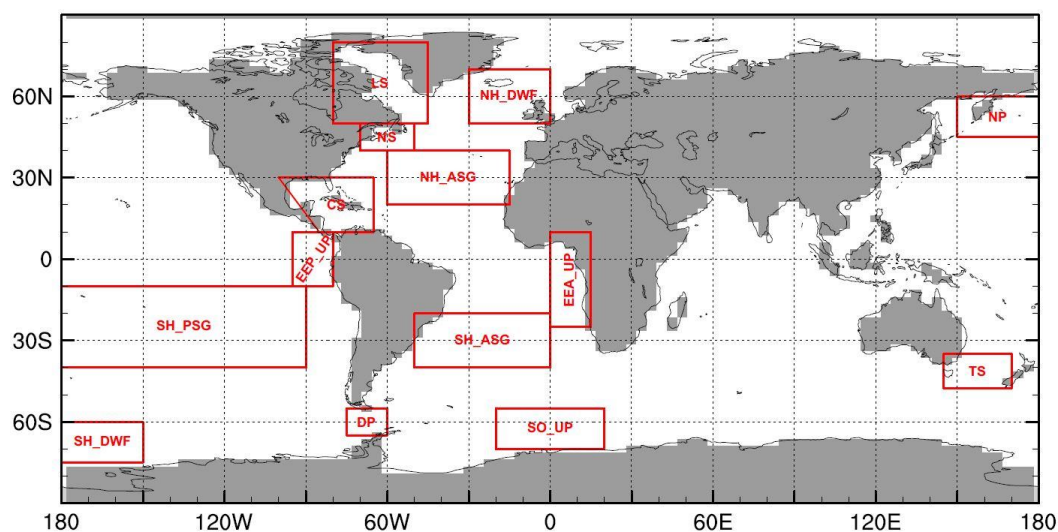 60N
30N
0
30S
60S
LS
NH_DWF
NP
NS
NH_ASG
CS
EEP_UP
EEA_UP
SH_PSG
SH_ASG
TS
DP
SO_UP
SH_DWF
180 120W 60W 0 60E 120E 180